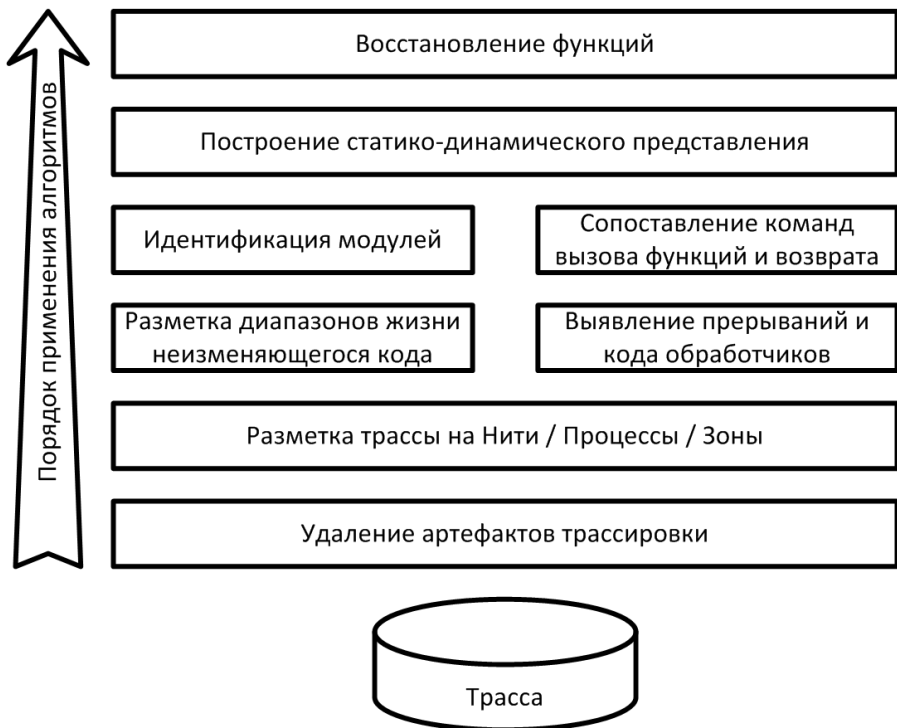 Порядок применения алгоритмов
Восстановление функций
Построение статико-динамического представления
Идентификация модулей
Сопоставление команд
вызова функций и возврата
Разметка диапазонов жизни
неизменяющегося кода
Выявление прерываний и
кода обработчиков
Разметка трассы на Нити / Процессы / Зоны
Удаление артефактов трассировки
Трасса